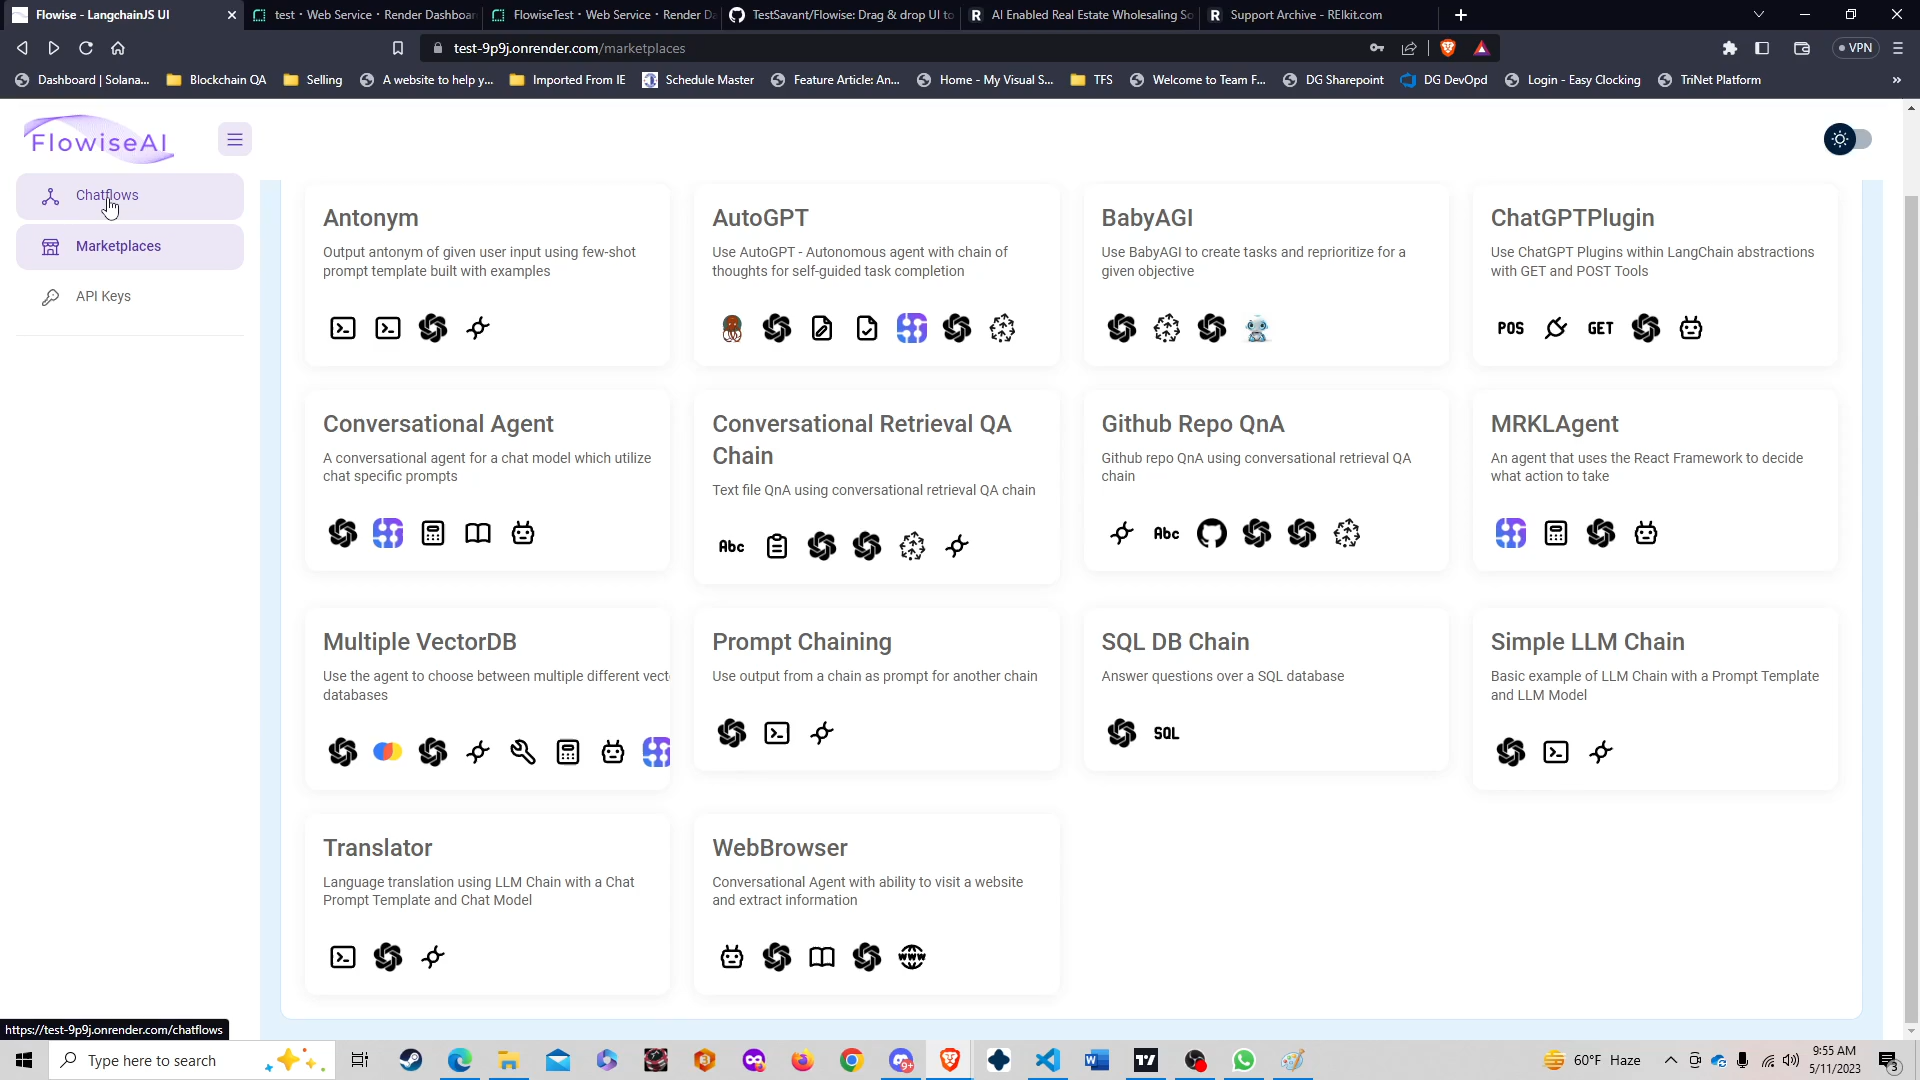 Flowise - LangchainJS UI
test · Web Service · Render Dashboar
FlowiseTest · Web Service · Render D
TestSavant/Flowise: Drag & drop UI to
AI Enabled Real Estate Wholesaling So
Support Archive - REIkit.com
test-9p9j.onrender.com/marketplaces
VPN
Dashboard | Solana...
Blockchain QA
Selling
A website to help y...
Imported From IE
Schedule Master
Feature Article: An...
Home - My Visual S...
TFS
Welcome to Team F...
DG Sharepoint
DG DevOpd
Login - Easy Clocking
TriNet Platform
FlowiseAI
Chatflows
Marketplaces
API Keys
Antonym
Output antonym of given user input using few-shot
prompt template built with examples
AutoGPT
Use AutoGPT - Autonomous agent with chain of
thoughts for self-guided task completion
BabyAGI
Use BabyAGI to create tasks and reprioritize for a
given objective
ChatGPTPlugin
Use ChatGPT Plugins within LangChain abstractions
with GET and POST Tools
POS
GET
Conversational Agent
A conversational agent for a chat model which utilize
chat specific prompts
Conversational Retrieval QA
Chain
Text file QnA using conversational retrieval QA chain
Abc
Github Repo QnA
Github repo QnA using conversational retrieval QA
chain
Abc
MRKLAgent
An agent that uses the React Framework to decide
what action to take
Multiple VectorDB
Use the agent to choose between multiple different vect
databases
Prompt Chaining
Use output from a chain as prompt for another chain
SQL DB Chain
Answer questions over a SQL database
SQL
Simple LLM Chain
Basic example of LLM Chain with a Prompt Template
and LLM Model
Translator
Language translation using LLM Chain with a Chat
Prompt Template and Chat Model
WebBrowser
Conversational Agent with ability to visit a website
and extract information
www
https://test-9p9j.onrender.com/chatflows
Type here to search
9+
60°F Haze
9:55 AM
5/11/2023
3